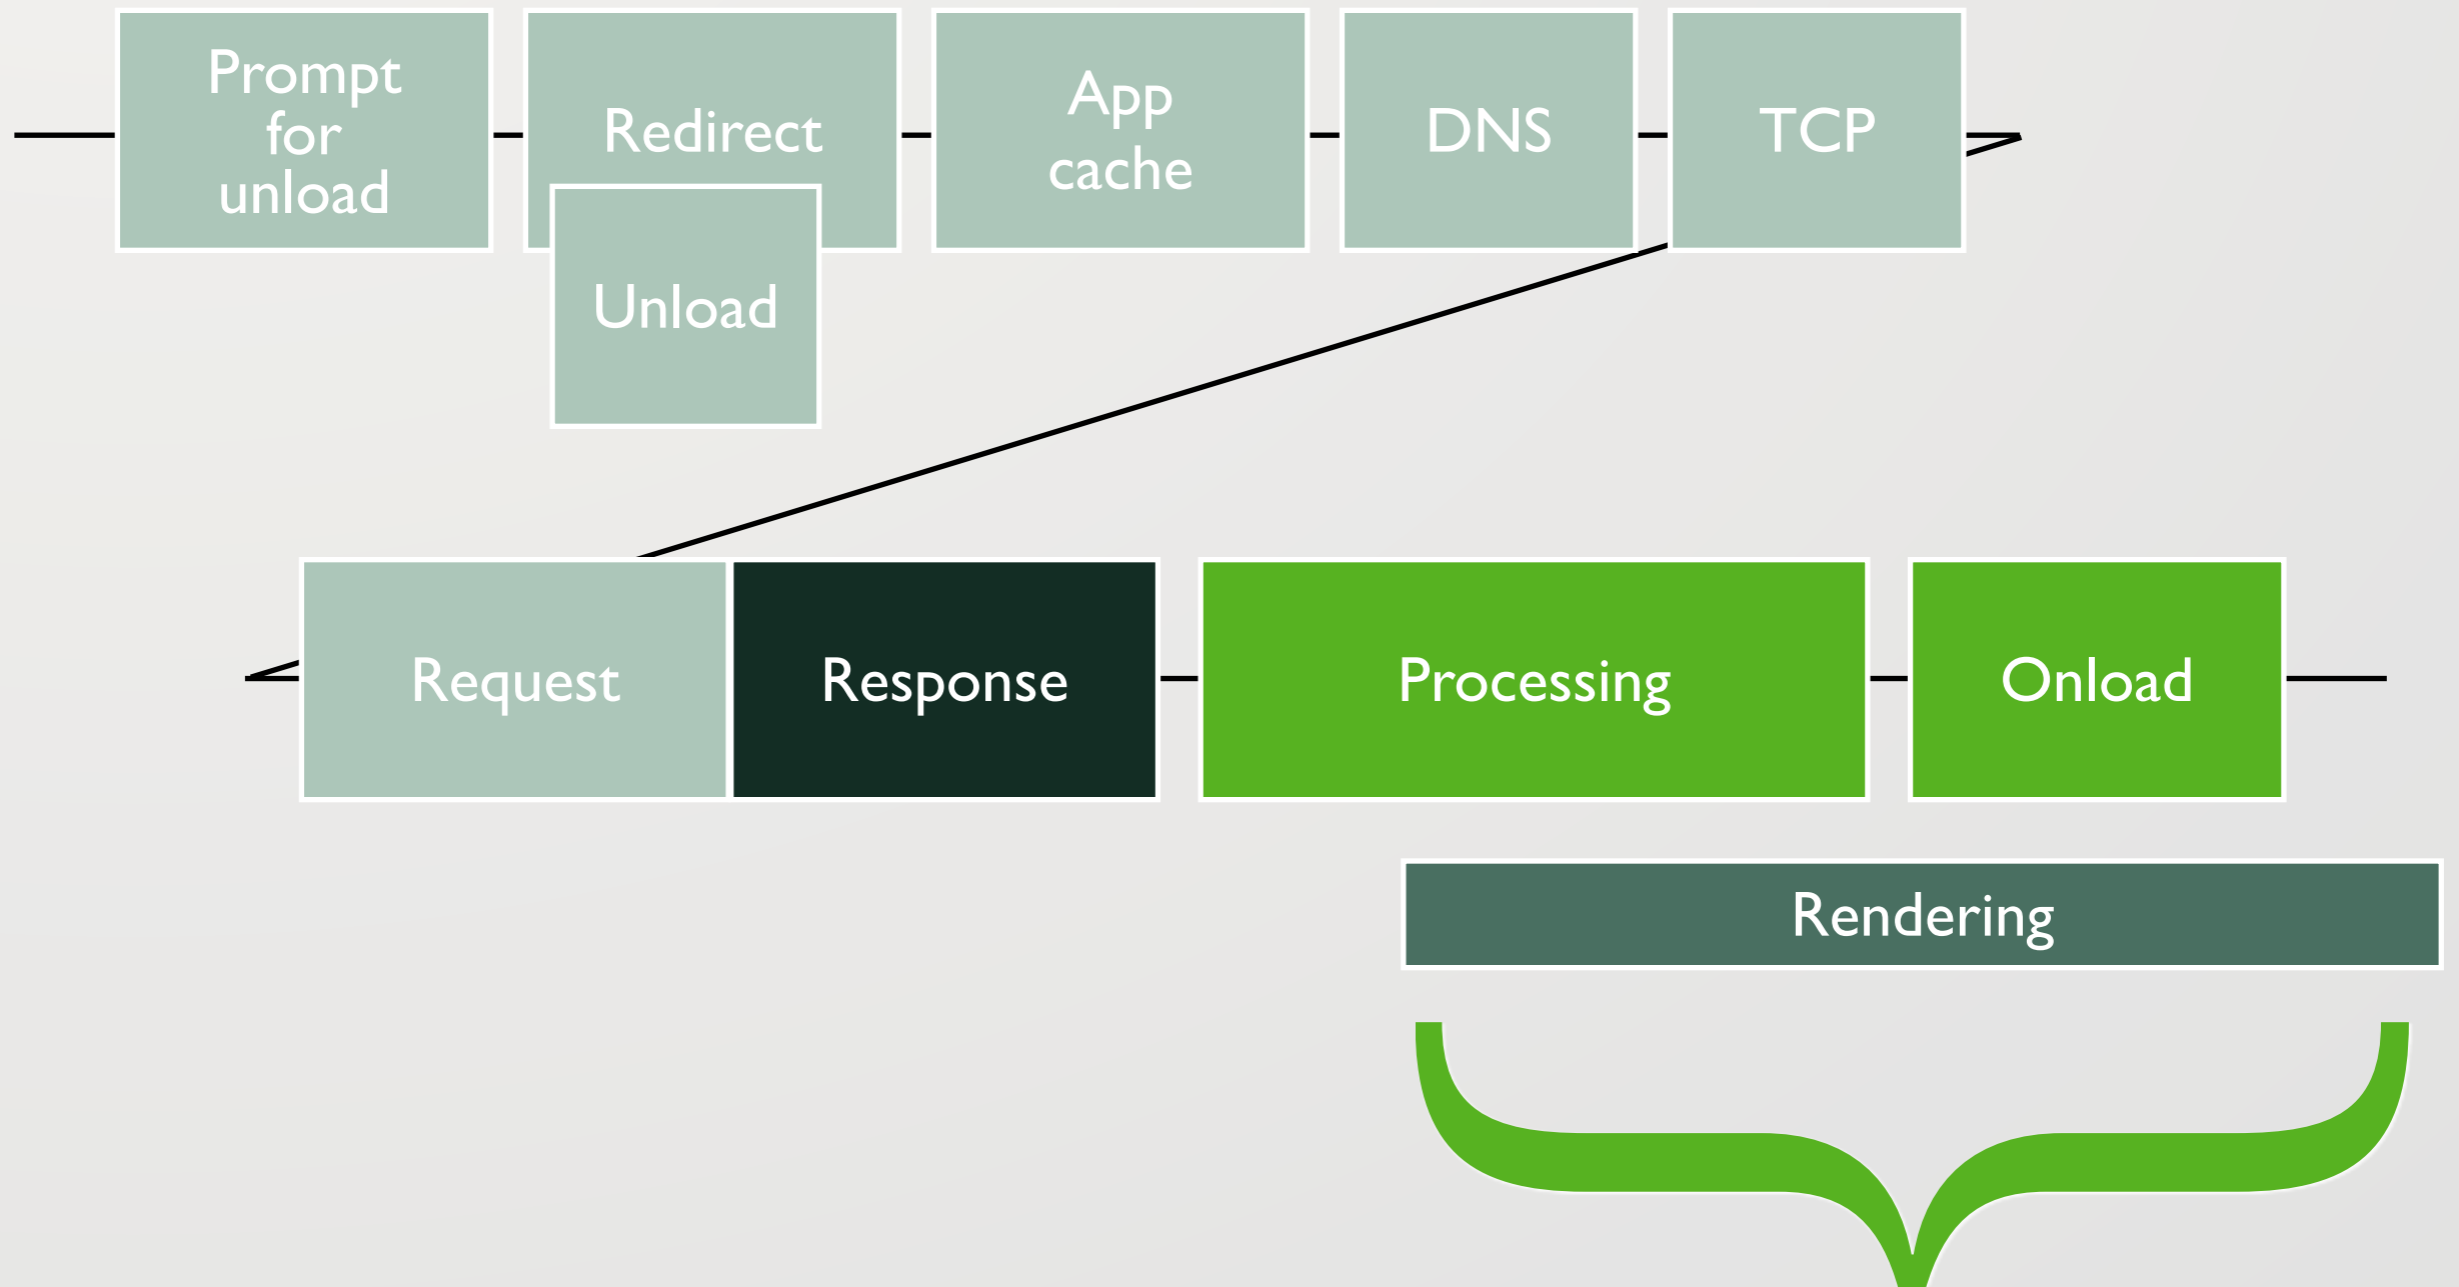 Prompt
for
unload
Redirect
Unload
App
cache
DNS
TCP
Request
Response
Processing
Onload
Rendering